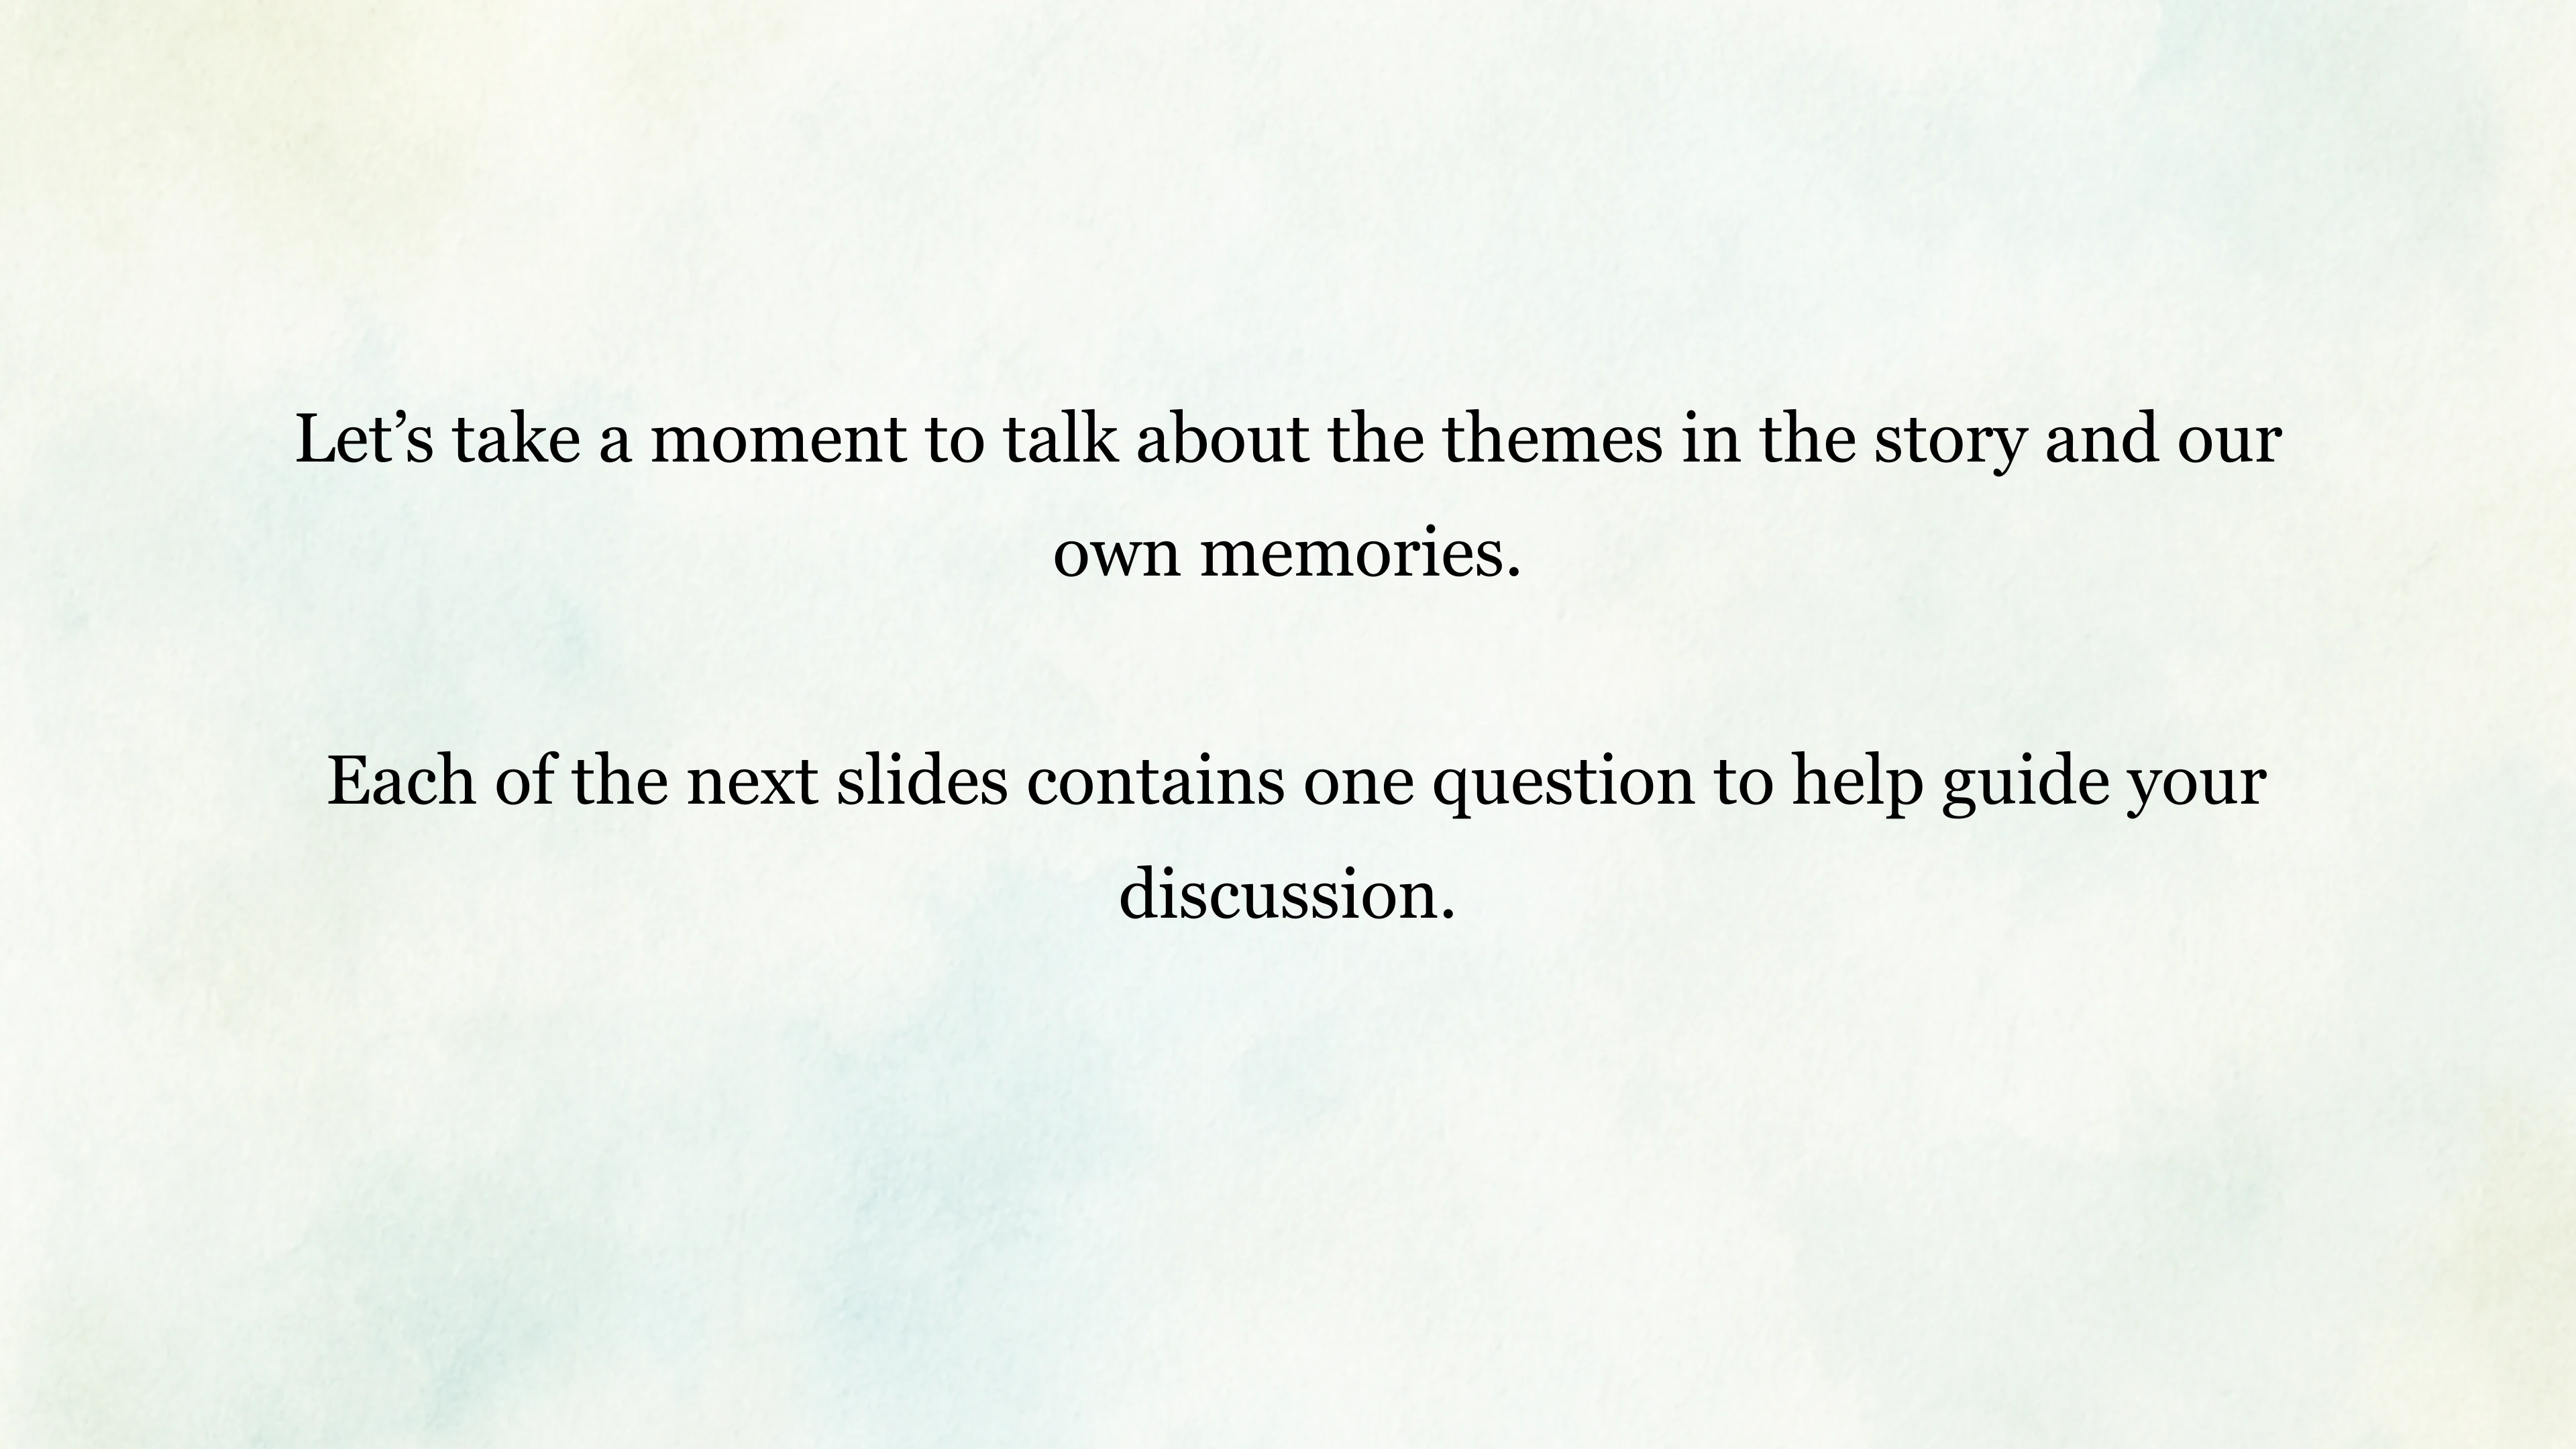 Let’s take a moment to talk about the themes in the story and our
own memories.
Each of the next slides contains one question to help guide your
discussion.